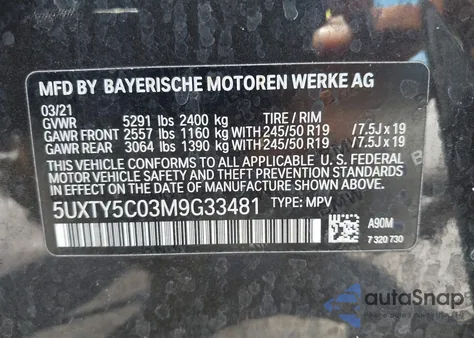 MFD BY BAYERISCHE MOTOREN WERKE AG
03/21
GVWR 5291 lbs 2400 kg TIRE / RIM
GAWR FRONT 2557 lbs 1160 kg WITH 245/50 R19 /7.5J x 19
GAWR REAR 3064 lbs 1390 kg WITH 245/50 R19 /7.5J x 19
THIS VEHICLE CONFORMS TO ALL APPLICABLE U. S. FEDERAL
MOTOR VEHICLE SAFETY AND THEFT PREVENTION STANDARDS
IN EFFECT ON THE DATE OF MANUFACTURE SHOWN ABOVE.
5UXTY5C03M9G33481 TYPE: MPV
A90M
7 320 730
autoSnap